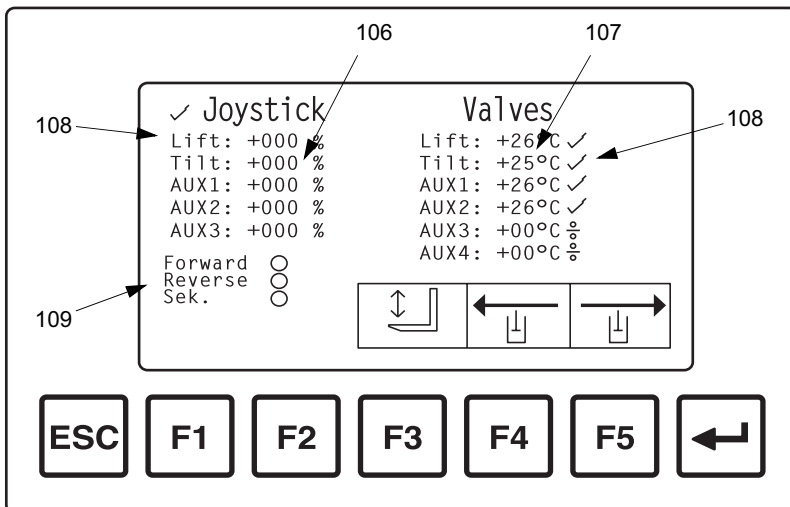 106
107
108
108
109
✓ Joystick
Lift: +000 %
Tilt: +000 %
AUX1: +000 %
AUX2: +000 %
AUX3: +000 %
Forward ○
Reverse ○
Sek. ○
Valves
Lift: +26°C ✓
Tilt: +25°C ✓
AUX1: +26°C ✓
AUX2: +26°C ✓
AUX3: +00°C ÷
AUX4: +00°C ÷
ESC F1 F2 F3 F4 F5